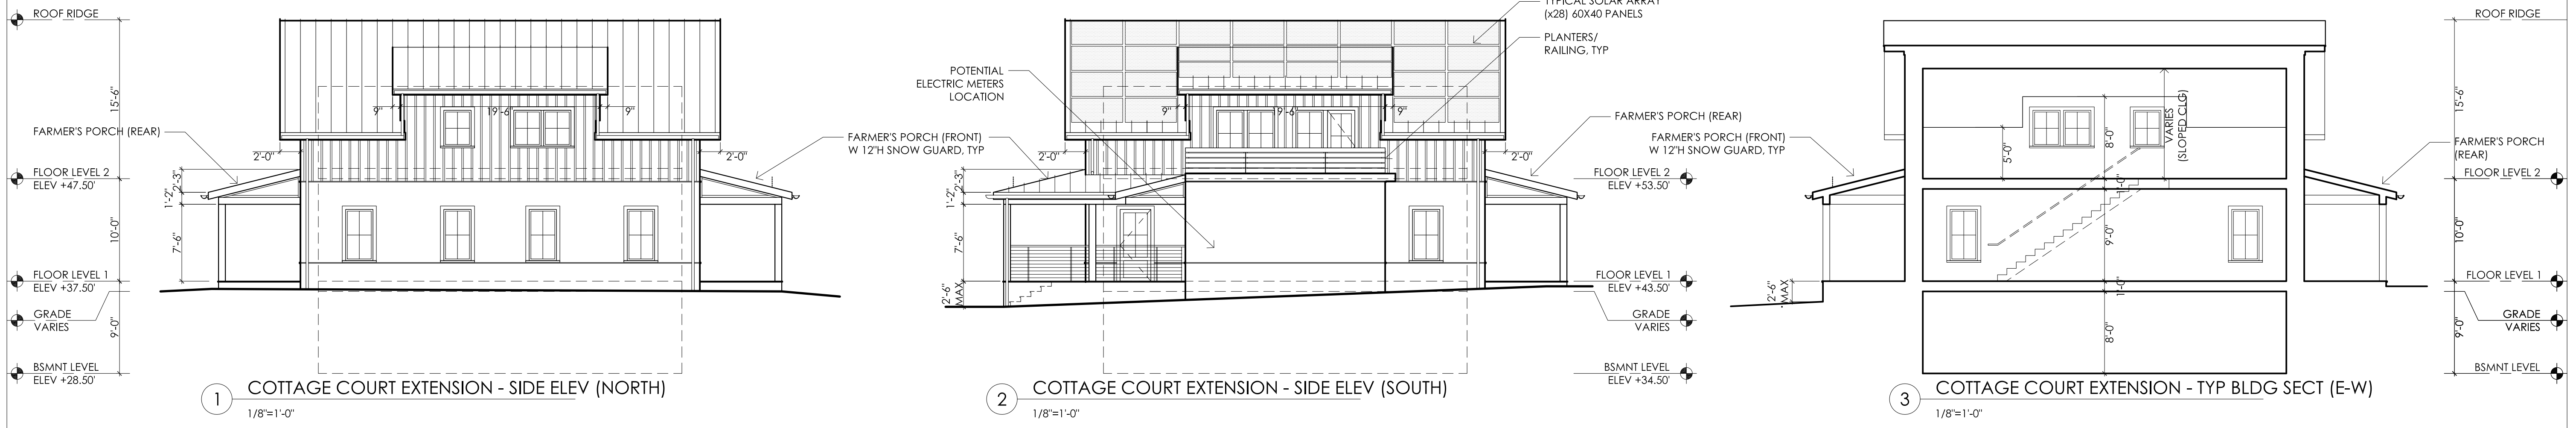 ROOF RIDGE
15'-6"
FARMER'S PORCH (REAR)
9"
19'-6"
9"
2'-0"
2'-0"
FARMER'S PORCH (FRONT)
W 12"H SNOW GUARD, TYP
FLOOR LEVEL 2
ELEV +47.50'
2'-3"
1'-2"
10'-0"
7'-6"
FLOOR LEVEL 1
ELEV +37.50'
GRADE
VARIES
9'-0"
BSMNT LEVEL
ELEV +28.50'
1
COTTAGE COURT EXTENSION - SIDE ELEV (NORTH)
1/8"=1'-0"
TYPICAL SOLAR ARRAY
(x28) 60X40 PANELS
PLANTERS/
RAILING, TYP
POTENTIAL
ELECTRIC METERS
LOCATION
9"
19'-6"
9"
FARMER'S PORCH (REAR)
2'-0"
2'-0"
2'-3"
1'-2"
7'-6"
2'-6"
MAX
FLOOR LEVEL 2
ELEV +53.50'
FLOOR LEVEL 1
ELEV +43.50'
GRADE
VARIES
BSMNT LEVEL
ELEV +34.50'
2
COTTAGE COURT EXTENSION - SIDE ELEV (SOUTH)
1/8"=1'-0"
FARMER'S PORCH (FRONT)
W 12"H SNOW GUARD, TYP
5'-0"
8'-0"
VARIES
(SLOPED CLG)
1'-0"
9'-0"
1'-0"
8'-0"
2'-6"
MAX
ROOF RIDGE
15'-6"
FARMER'S PORCH
(REAR)
FLOOR LEVEL 2
10'-0"
FLOOR LEVEL 1
GRADE
VARIES
9'-0"
BSMNT LEVEL
3
COTTAGE COURT EXTENSION - TYP BLDG SECT (E-W)
1/8"=1'-0"